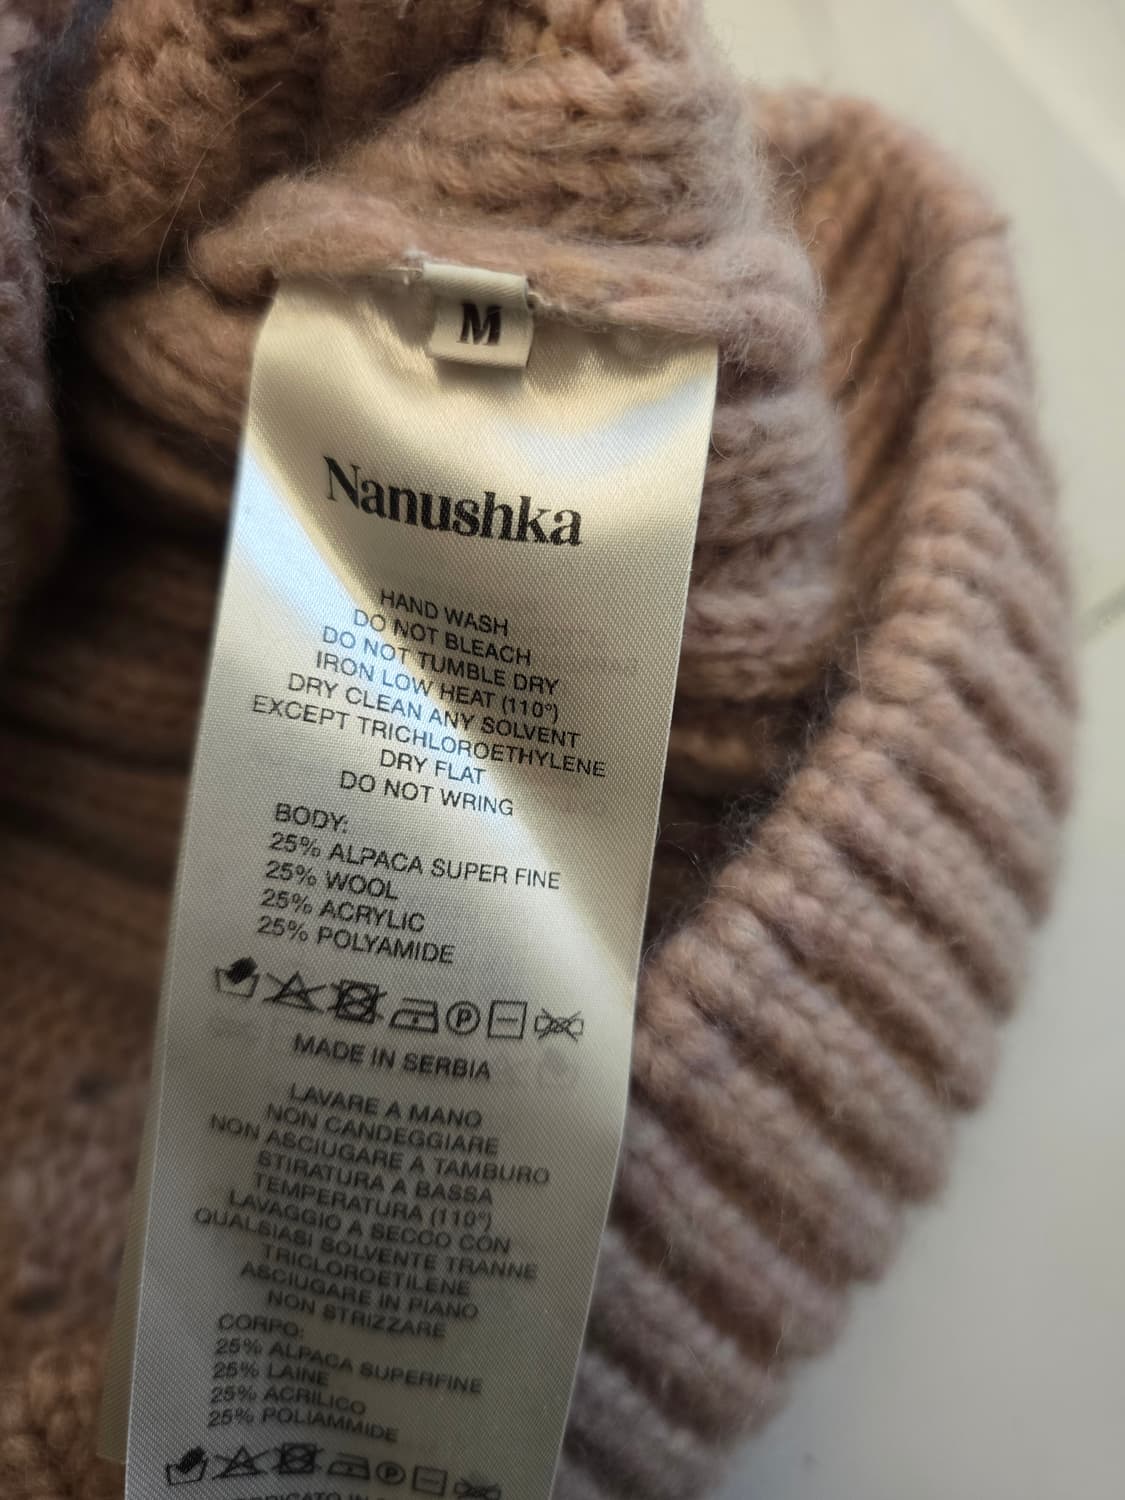 M
Nanushka
HAND WASH
DO NOT BLEACH
DO NOT TUMBLE DRY
IRON LOW HEAT (110°)
DRY CLEAN ANY SOLVENT
EXCEPT TRICHLOROETHYLENE
DRY FLAT
DO NOT WRING
BODY:
25% ALPACA SUPER FINE
25% WOOL
25% ACRYLIC
25% POLYAMIDE
P
MADE IN SERBIA
LAVARE A MANO
NON CANDEGGIARE
NON ASCIUGARE A TAMBURO
STIRATURA A BASSA
TEMPERATURA (110°)
LAVAGGIO A SECCO CON
QUALSIASI SOLVENTE TRANNE
TRICLOROETILENE
ASCIUGARE IN PIANO
NON STRIZZARE
CORPO:
25% ALPACA SUPERFINE
25% LAINE
25% ACRILICO
25% POLIAMMIDE
P